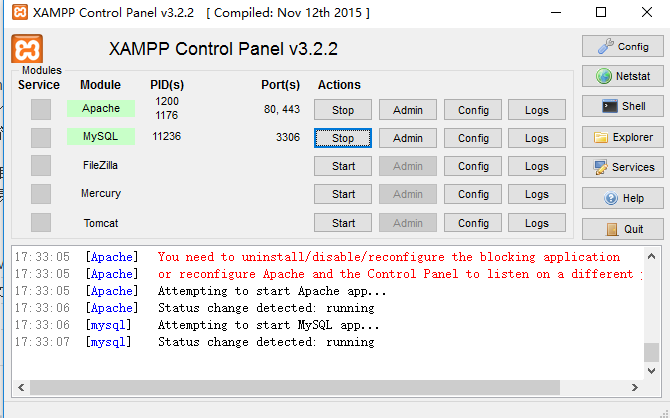 XAMPP Control Panel v3.2.2 [ Compiled: Nov 12th 2015 ]
XAMPP Control Panel v3.2.2
Config
Modules
Service Module PID(s) Port(s) Actions
Netstat
Apache 1200 80, 443 Stop Admin Config Logs
1176
Shell
MySQL 11236 3306 Stop Admin Config Logs
Explorer
FileZilla Start Admin Config Logs
Services
Mercury Start Admin Config Logs
Help
Tomcat Start Admin Config Logs
Quit
17:33:05 [Apache] You need to uninstall/disable/reconfigure the blocking application
17:33:05 [Apache] or reconfigure Apache and the Control Panel to listen on a different
17:33:05 [Apache] Attempting to start Apache app...
17:33:06 [Apache] Status change detected: running
17:33:06 [mysql] Attempting to start MySQL app...
17:33:07 [mysql] Status change detected: running